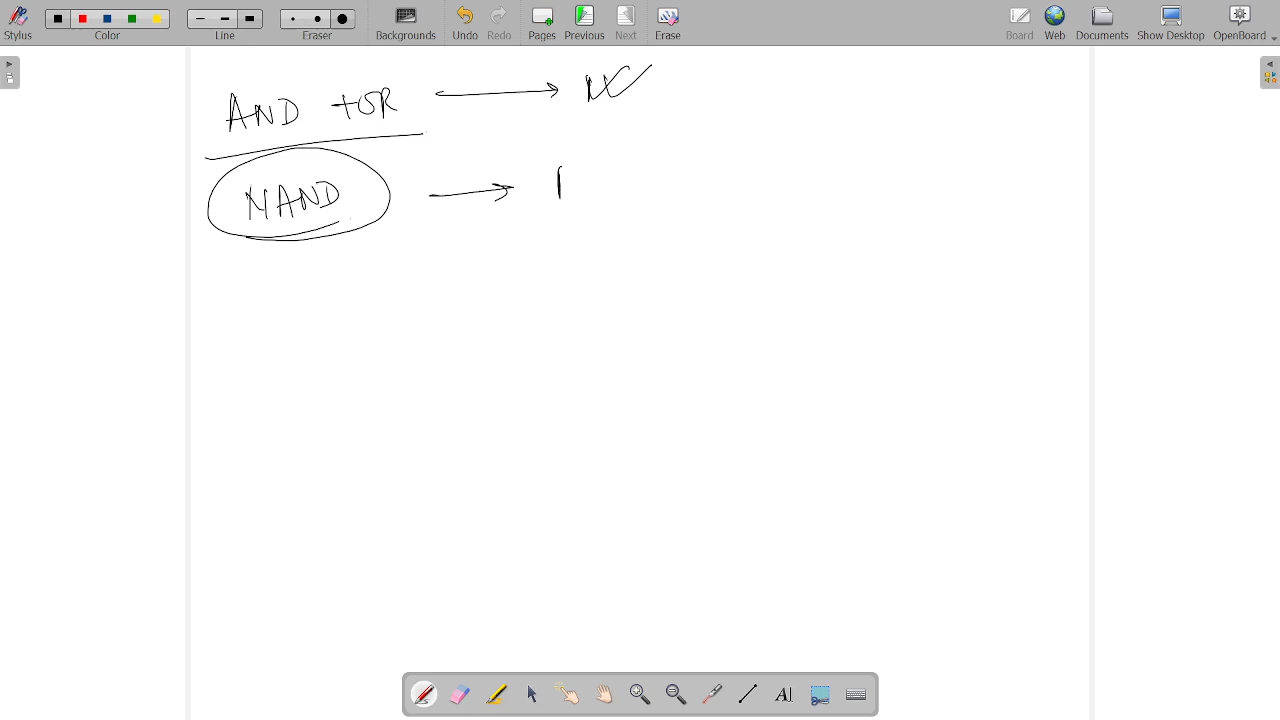 Stylus Color Line Eraser Backgrounds Undo Redo Pages Previous Next Erase Board Web Documents Show Desktop OpenBoard
AND + OR
NAND